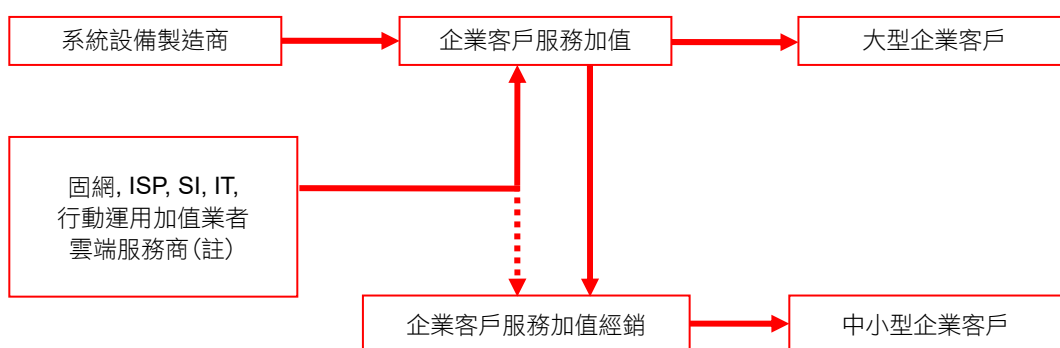 系統設備製造商
企業客戶服務加值
大型企業客戶
固網, ISP, SI, IT,
行動運用加值業者
雲端服務商(註)
企業客戶服務加值經銷
中小型企業客戶